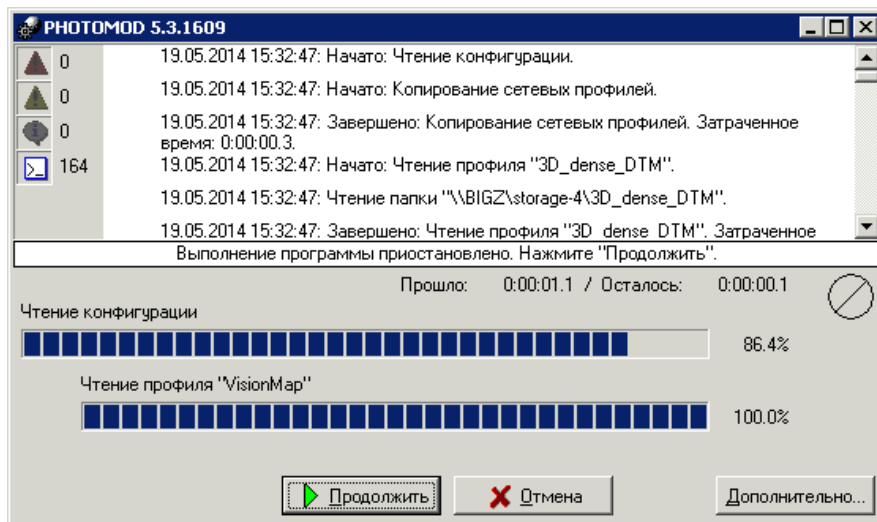 PHOTOMOD 5.3.1609
0
19.05.2014 15:32:47: Начато: Чтение конфигурации.
0
19.05.2014 15:32:47: Начато: Копирование сетевых профилей.
0
19.05.2014 15:32:47: Завершено: Копирование сетевых профилей. Затраченное
время: 0:00:00.3.
164
19.05.2014 15:32:47: Начато: Чтение профиля "3D_dense_DTM".
19.05.2014 15:32:47: Чтение папки "\\BIGZ\storage-4\3D_dense_DTM".
19.05.2014 15:32:47: Завершено: Чтение профиля "3D_dense_DTM". Затраченное
Выполнение программы приостановлено. Нажмите "Продолжить".
Прошло: 0:00:01.1 / Осталось: 0:00:00.1
Чтение конфигурации
86.4%
Чтение профиля "VisionMap"
100.0%
Продолжить
Отмена
Дополнительно...